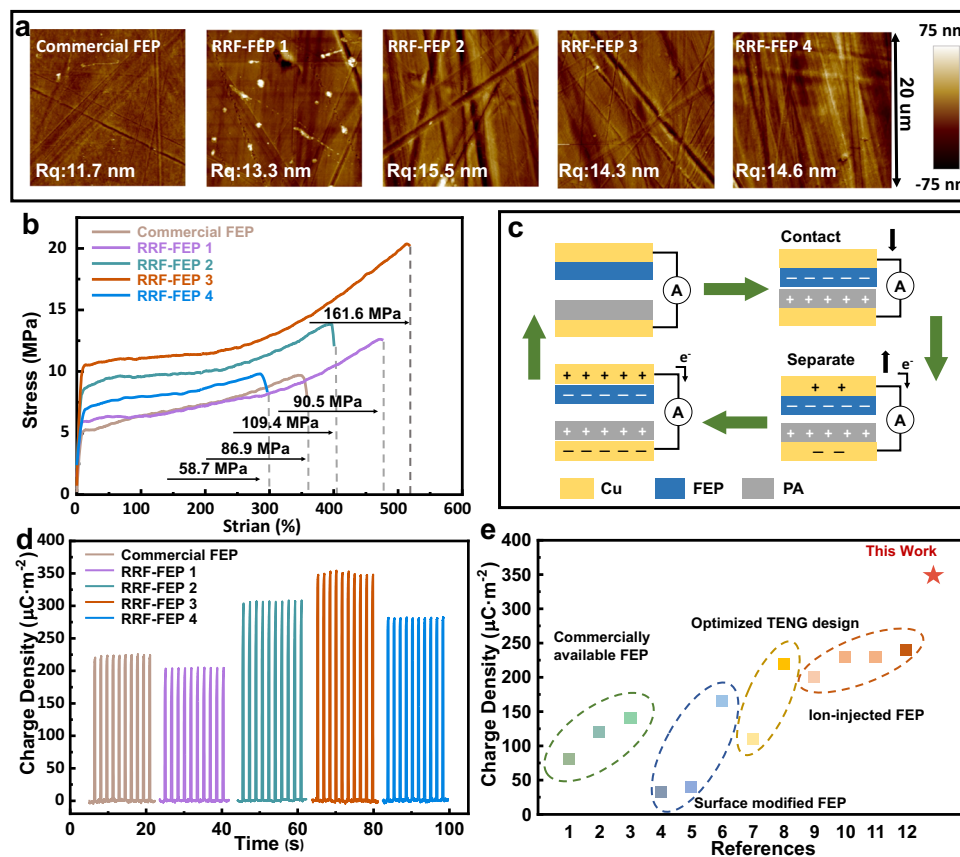 a
Commercial FEP
RRF-FEP 1
RRF-FEP 2
RRF-FEP 3
RRF-FEP 4
Rq:11.7 nm
Rq:13.3 nm
Rq:15.5 nm
Rq:14.3 nm
Rq:14.6 nm
20 um
75 nm
-75 nm
b
Commercial FEP
RRF-FEP 1
RRF-FEP 2
RRF-FEP 3
RRF-FEP 4
161.6 MPa
90.5 MPa
109.4 MPa
86.9 MPa
58.7 MPa
Stress (MPa)
20
15
10
5
0
0 100 200 300 400 500 600
Strian (%)
c
A
Contact
A
+ + + + +
e-
A
Separate
e-
A
Cu
FEP
PA
d
Commercial FEP
RRF-FEP 1
RRF-FEP 2
RRF-FEP 3
RRF-FEP 4
Charge Density (μC·m-2)
400
350
300
250
200
150
100
50
0
0 20 40 60 80 100
Time (s)
e
This Work
Optimized TENG design
Commercially
available FEP
Ion-injected FEP
Surface modified FEP
Charge Density (μC·m-2)
400
350
300
250
200
150
100
50
0
1 2 3 4 5 6 7 8 9 10 11 12
References